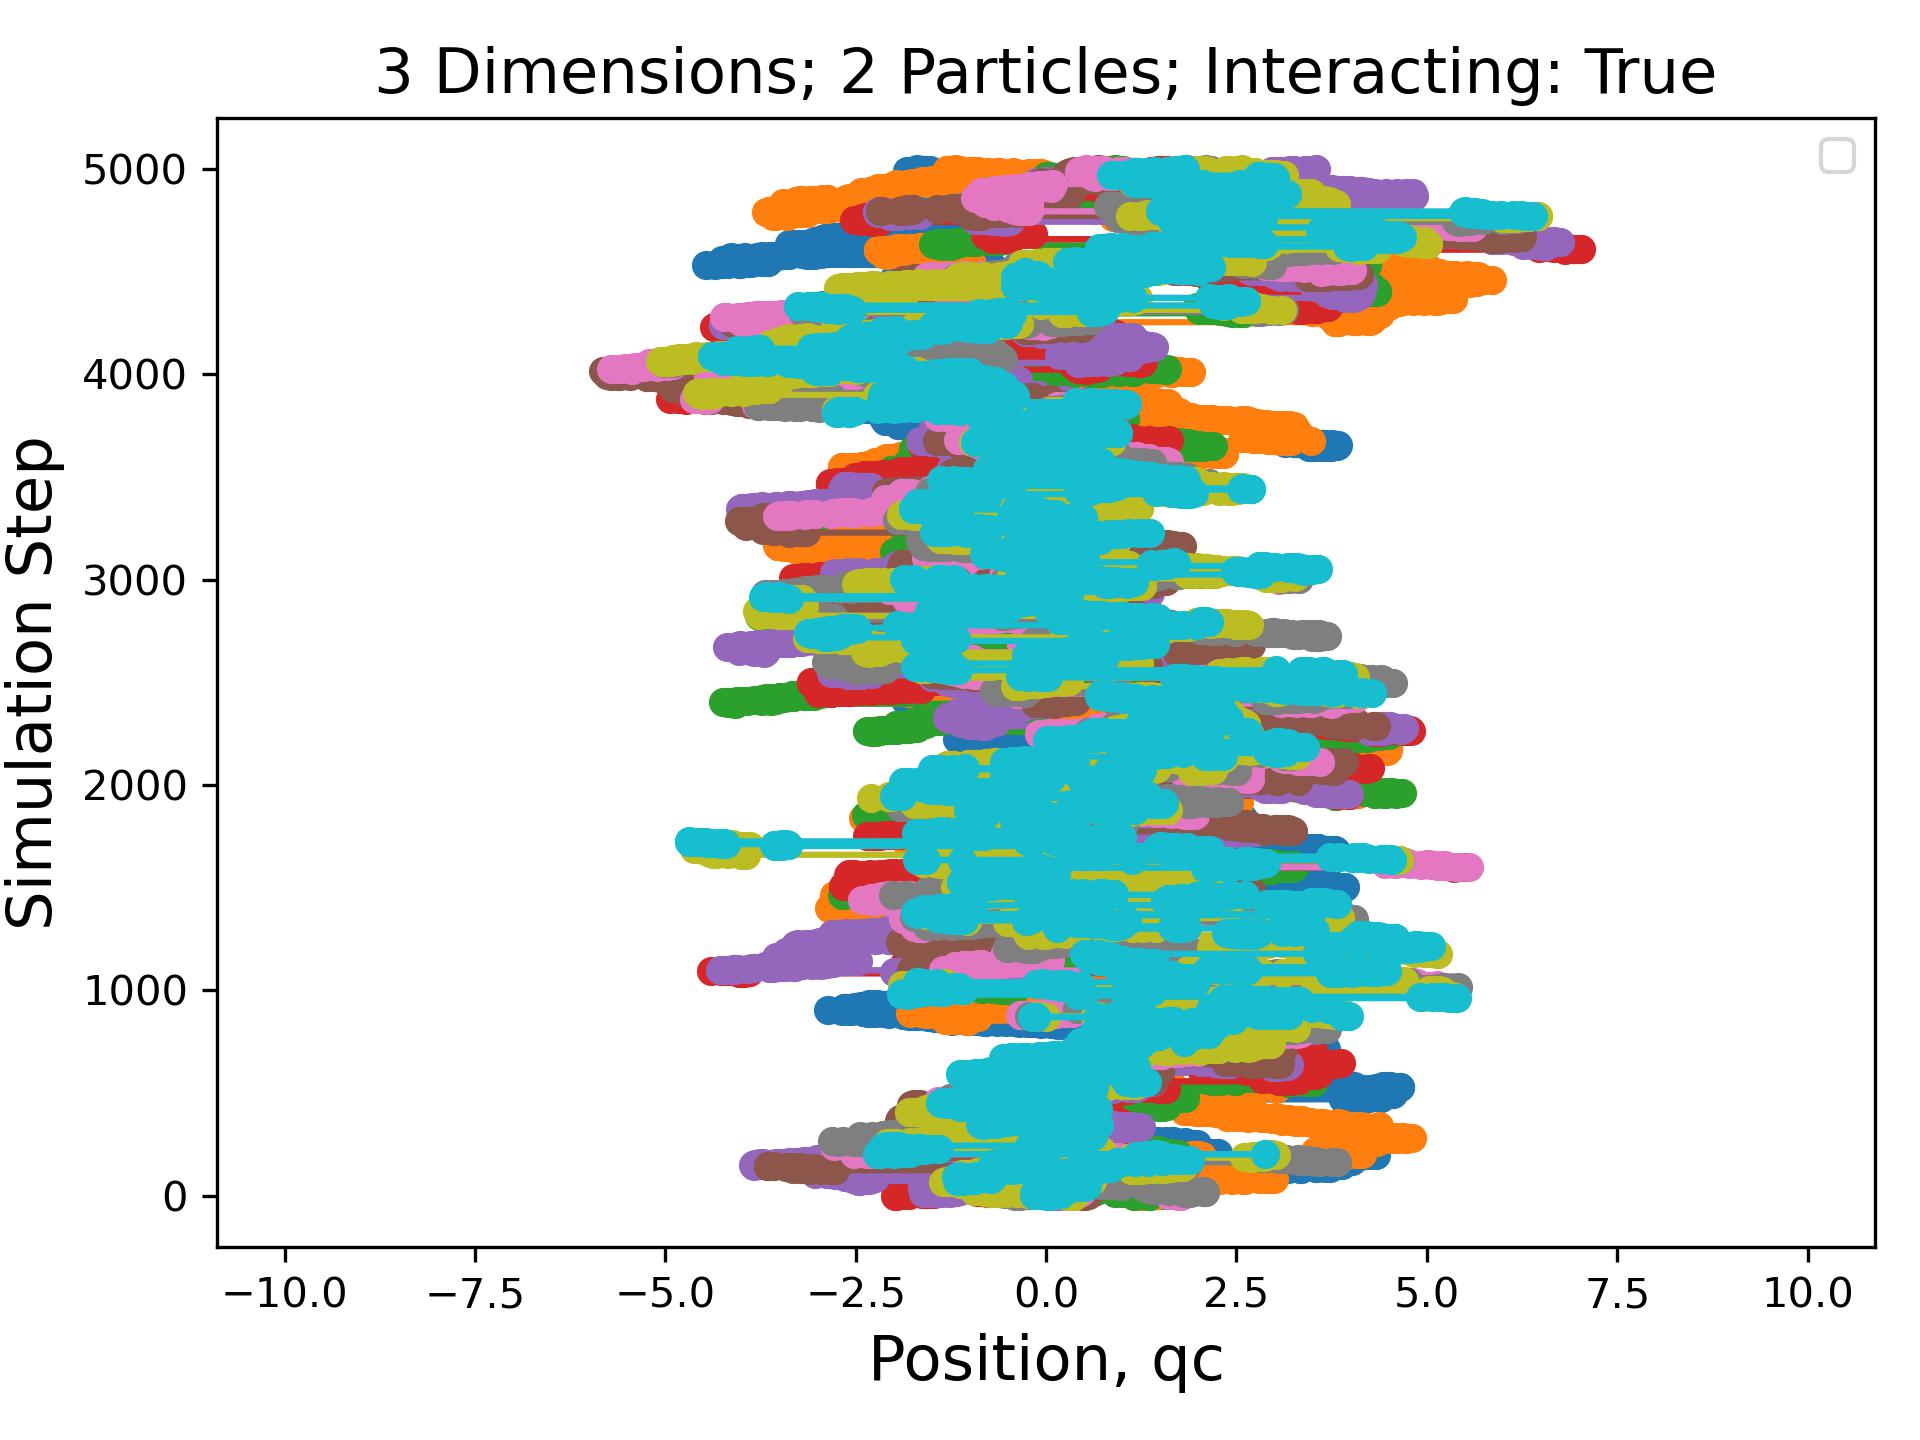 3 Dimensions; 2 Particles; Interacting: True
Simulation Step
5000
4000
3000
2000
1000
0
−10.0 −7.5 −5.0 −2.5 0.0 2.5 5.0 7.5 10.0
Position, qc